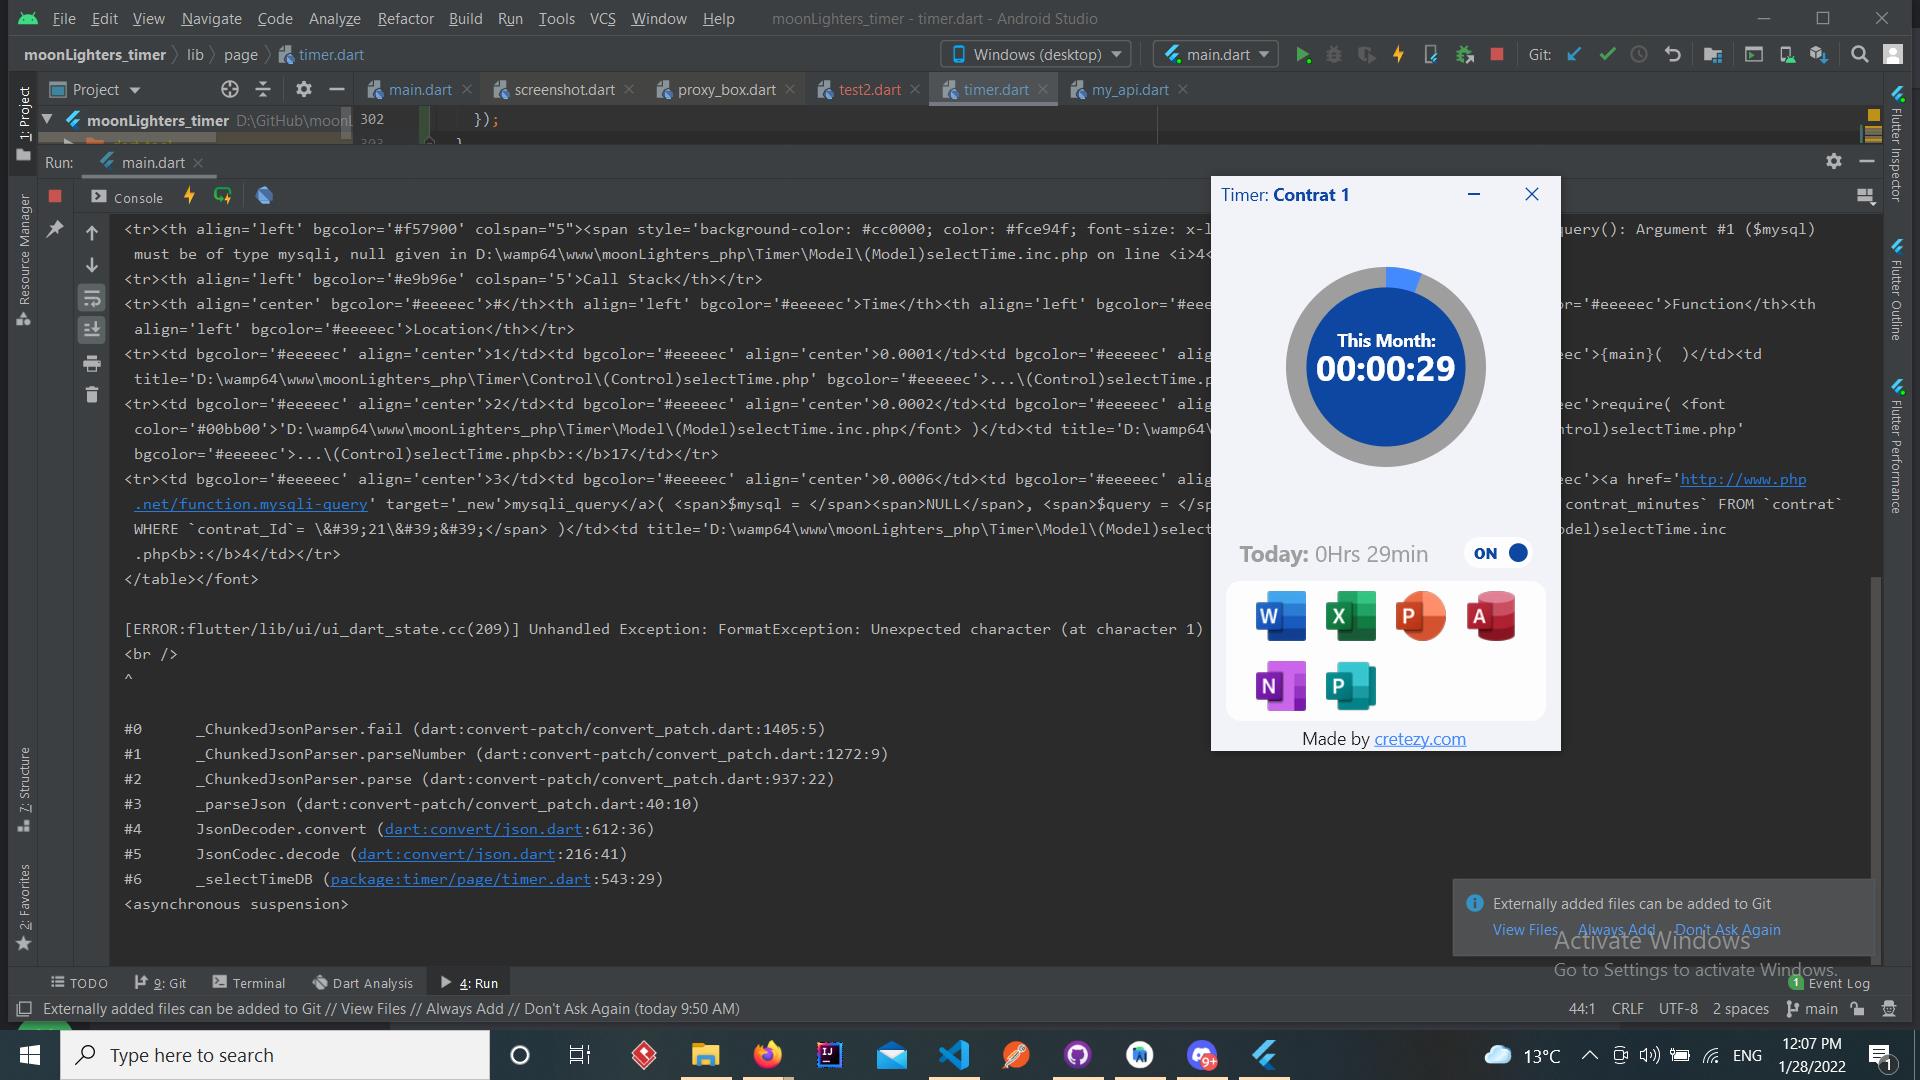 File Edit View Navigate Code Analyze Refactor Build Run Tools VCS Window Help moonLighters_timer - timer.dart - Android Studio
moonLighters_timer lib page timer.dart Windows (desktop) main.dart Git:
Project main.dart screenshot.dart proxy_box.dart test2.dart timer.dart my_api.dart
moonLighters_timer D:\GitHub\moonL 302 });
303 }
Run: main.dart
Console
<tr><th align='left' bgcolor='#f57900' colspan="5"><span style='background-color: #cc0000; color: #fce94f; font-size: x-l query(): Argument #1 ($mysql)
must be of type mysqli, null given in D:\wamp64\www\moonLighters_php\Timer\Model\(Model)selectTime.inc.php on line <i>4<
<tr><th align='left' bgcolor='#e9b96e' colspan='5'>Call Stack</th></tr>
<tr><th align='center' bgcolor='#eeeeec'>#</th><th align='left' bgcolor='#eeeeec'>Time</th><th align='left' bgcolor='#eee or='#eeeeec'>Function</th><th
align='left' bgcolor='#eeeeec'>Location</th></tr>
<tr><td bgcolor='#eeeeec' align='center'>1</td><td bgcolor='#eeeeec' align='center'>0.0001</td><td bgcolor='#eeeeec' alig ec'>{main}(  )</td><td
title='D:\wamp64\www\moonLighters_php\Timer\Control\(Control)selectTime.php' bgcolor='#eeeeec'>...\(Control)selectTime.p
<tr><td bgcolor='#eeeeec' align='center'>2</td><td bgcolor='#eeeeec' align='center'>0.0002</td><td bgcolor='#eeeeec' alig ec'>require( <font
color='#00bb00'>'D:\wamp64\www\moonLighters_php\Timer\Model\(Model)selectTime.inc.php</font> )</td><td title='D:\wamp64\ ntrol)selectTime.php'
bgcolor='#eeeeec'>...\(Control)selectTime.php<b>:</b>17</td></tr>
<tr><td bgcolor='#eeeeec' align='center'>3</td><td bgcolor='#eeeeec' align='center'>0.0006</td><td bgcolor='#eeeeec' alig ec'><a href='http://www.php
.net/function.mysqli-query' target='_new'>mysqli_query</a>( <span>$mysql = </span><span>NULL</span>, <span>$query = </sp contrat_minutes` FROM `contrat`
WHERE `contrat_Id`= \&#39;21\&#39;&#39;</span> )</td><td title='D:\wamp64\www\moonLighters_php\Timer\Model\(Model)select odel)selectTime.inc
.php<b>:</b>4</td></tr>
</table></font>
[ERROR:flutter/lib/ui/ui_dart_state.cc(209)] Unhandled Exception: FormatException: Unexpected character (at character 1)
<br />
^
#0 _ChunkedJsonParser.fail (dart:convert-patch/convert_patch.dart:1405:5)
#1 _ChunkedJsonParser.parseNumber (dart:convert-patch/convert_patch.dart:1272:9)
#2 _ChunkedJsonParser.parse (dart:convert-patch/convert_patch.dart:937:22)
#3 _parseJson (dart:convert-patch/convert_patch.dart:40:10)
#4 JsonDecoder.convert (dart:convert/json.dart:612:36)
#5 JsonCodec.decode (dart:convert/json.dart:216:41)
#6 _selectTimeDB (package:timer/page/timer.dart:543:29)
<asynchronous suspension>
Timer: Contrat 1
This Month:
00:00:29
Today: 0Hrs 29min ON
W X P A
N P
Made by cretezy.com
1: Project
Resource Manager
7: Structure
2: Favorites
Flutter Inspector
Flutter Outline
Flutter Performance
Externally added files can be added to Git
View Files Always Add Don't Ask Again
Activate Windows
Go to Settings to activate Windows.
TODO 9: Git Terminal Dart Analysis 4: Run 1 Event Log
Externally added files can be added to Git // View Files // Always Add // Don't Ask Again (today 9:50 AM) 44:1 CRLF UTF-8 2 spaces main
Type here to search IJ 9+ 13°C ENG 12:07 PM
1/28/2022 1